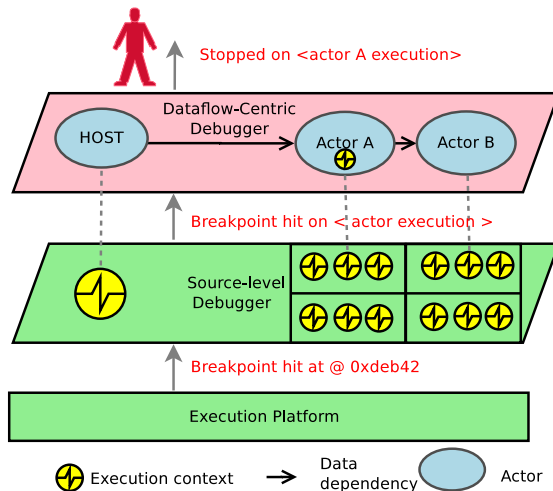 Stopped on <actor A execution>
Dataflow-Centric
Debugger
HOST
Actor A
Actor B
Breakpoint hit on < actor execution >
Source-level
Debugger
Breakpoint hit at @ 0xdeb42
Execution Platform
Execution context
Data
dependency
Actor